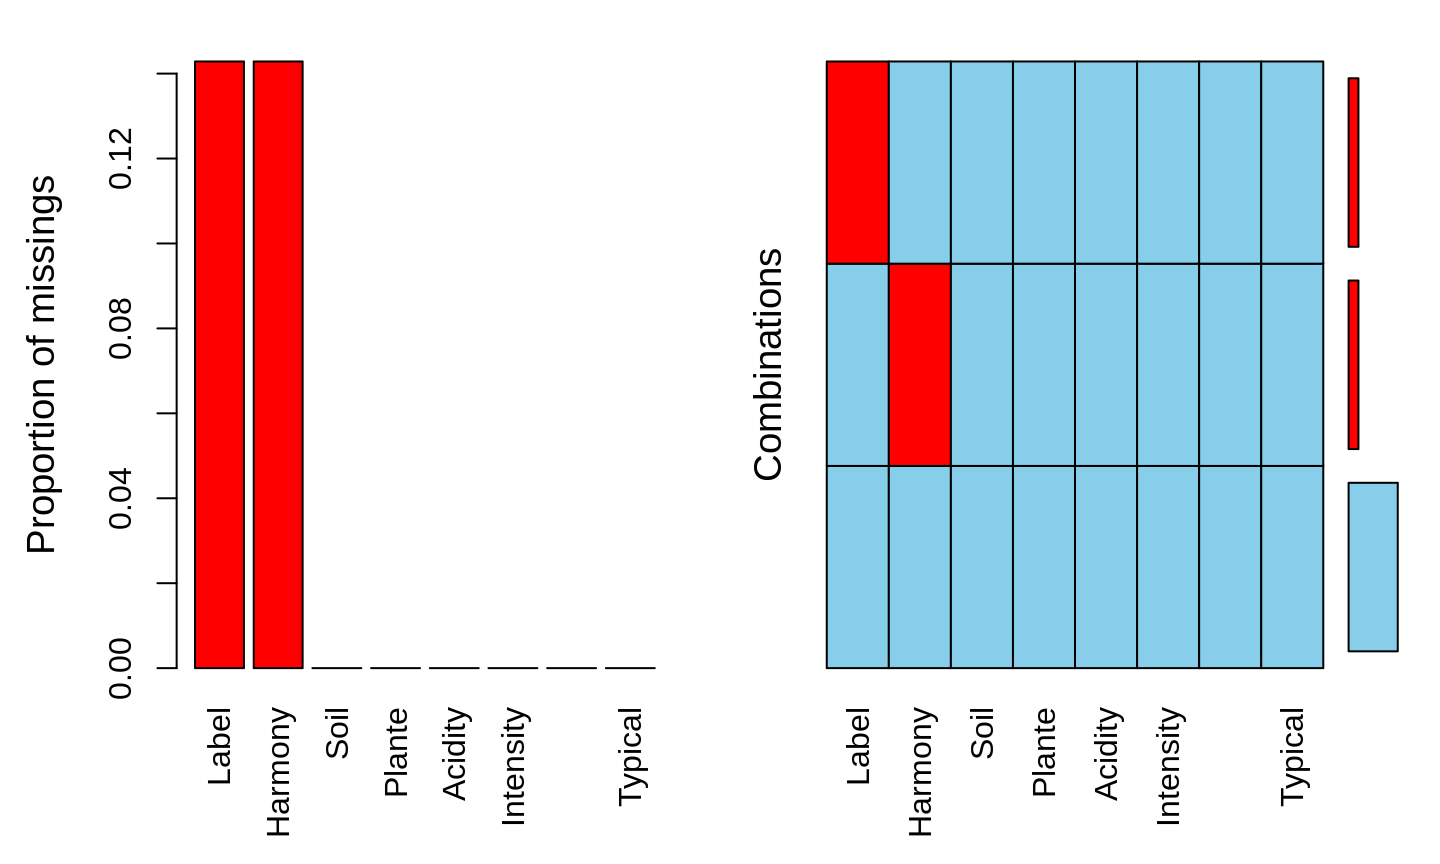 Proportion of missings
0.00
0.04
0.08
0.12
Label
Harmony
Soil
Plante
Acidity
Intensity
Typical
Combinations
Label
Harmony
Soil
Plante
Acidity
Intensity
Typical